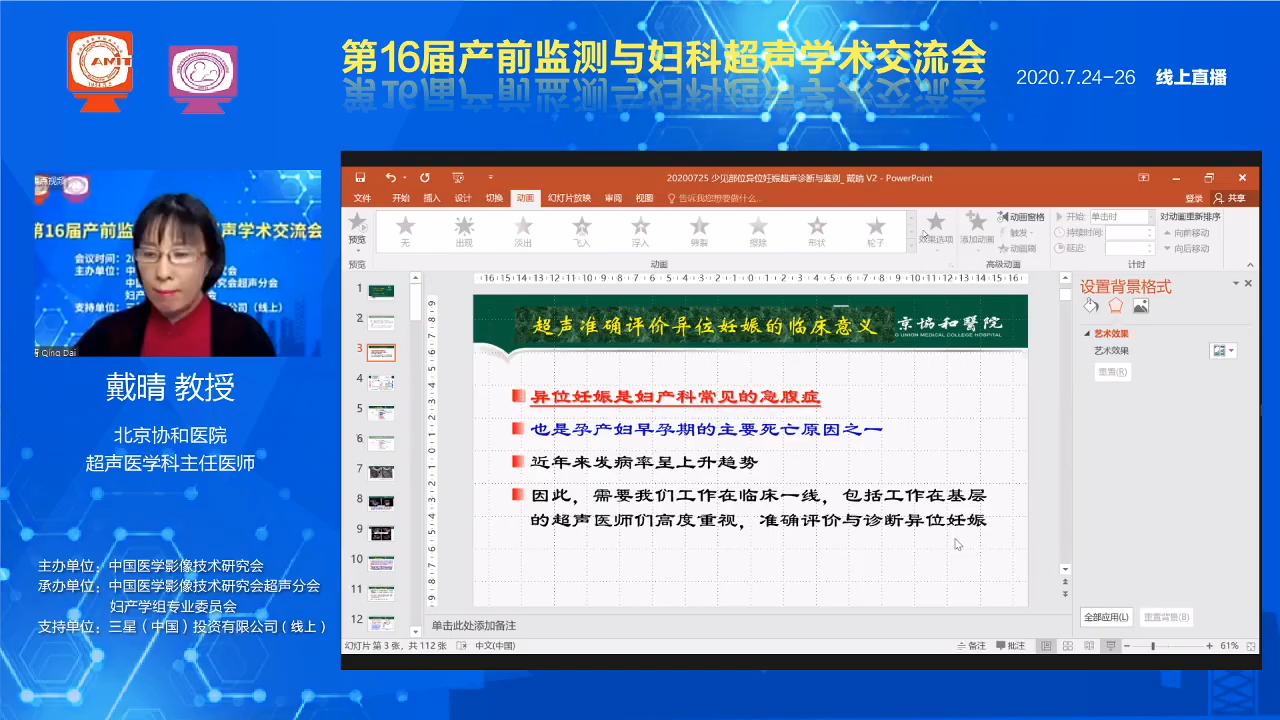 第16届产前监测与妇科超声学术交流会
2020.7.24-26 线上直播
CAMIT
第16届产前监
声学术交流会
Qing Dai
戴晴 教授
北京协和医院
超声医学科主任医师
主办单位：中国医学影像技术研究会
承办单位：中国医学影像技术研究会超声分会
妇产学组专业委员会
支持单位：三星（中国）投资有限公司（线上）
20200725 少见部位异位妊娠超声诊断与鉴别_ 戴晴 V2 - PowerPoint
文件 开始 插入 设计 切换 动画 幻灯片放映 审阅 视图 告诉我您想要做什么... 登录 共享
预览
无 出现 淡出 飞入 浮入 劈裂 擦除 形状 轮子
效果选项 添加动画
动画窗格
触发
动画刷
开始: 单击时
持续时间:
延迟:
对动画重新排序
向前移动
向后移动
预览 动画 高级动画 计时
1
2
3
4
5
6
7
8
9
10
11
12
超声准确评价异位妊娠的临床意义
京协和醫院
G UNION MEDICAL COLLEGE HOSPITAL
异位妊娠是妇产科常见的急腹症
也是孕产妇早孕期的主要死亡原因之一
近年来发病率呈上升趋势
因此，需要我们工作在临床一线，包括工作在基层
的超声医师们高度重视，准确评价与诊断异位妊娠
设置背景格式
艺术效果
艺术效果
重置(R)
全部应用(L) 重置背景(B)
单击此处添加备注
幻灯片 第 3 张，共 112 张 中文(中国) 备注 批注 61%